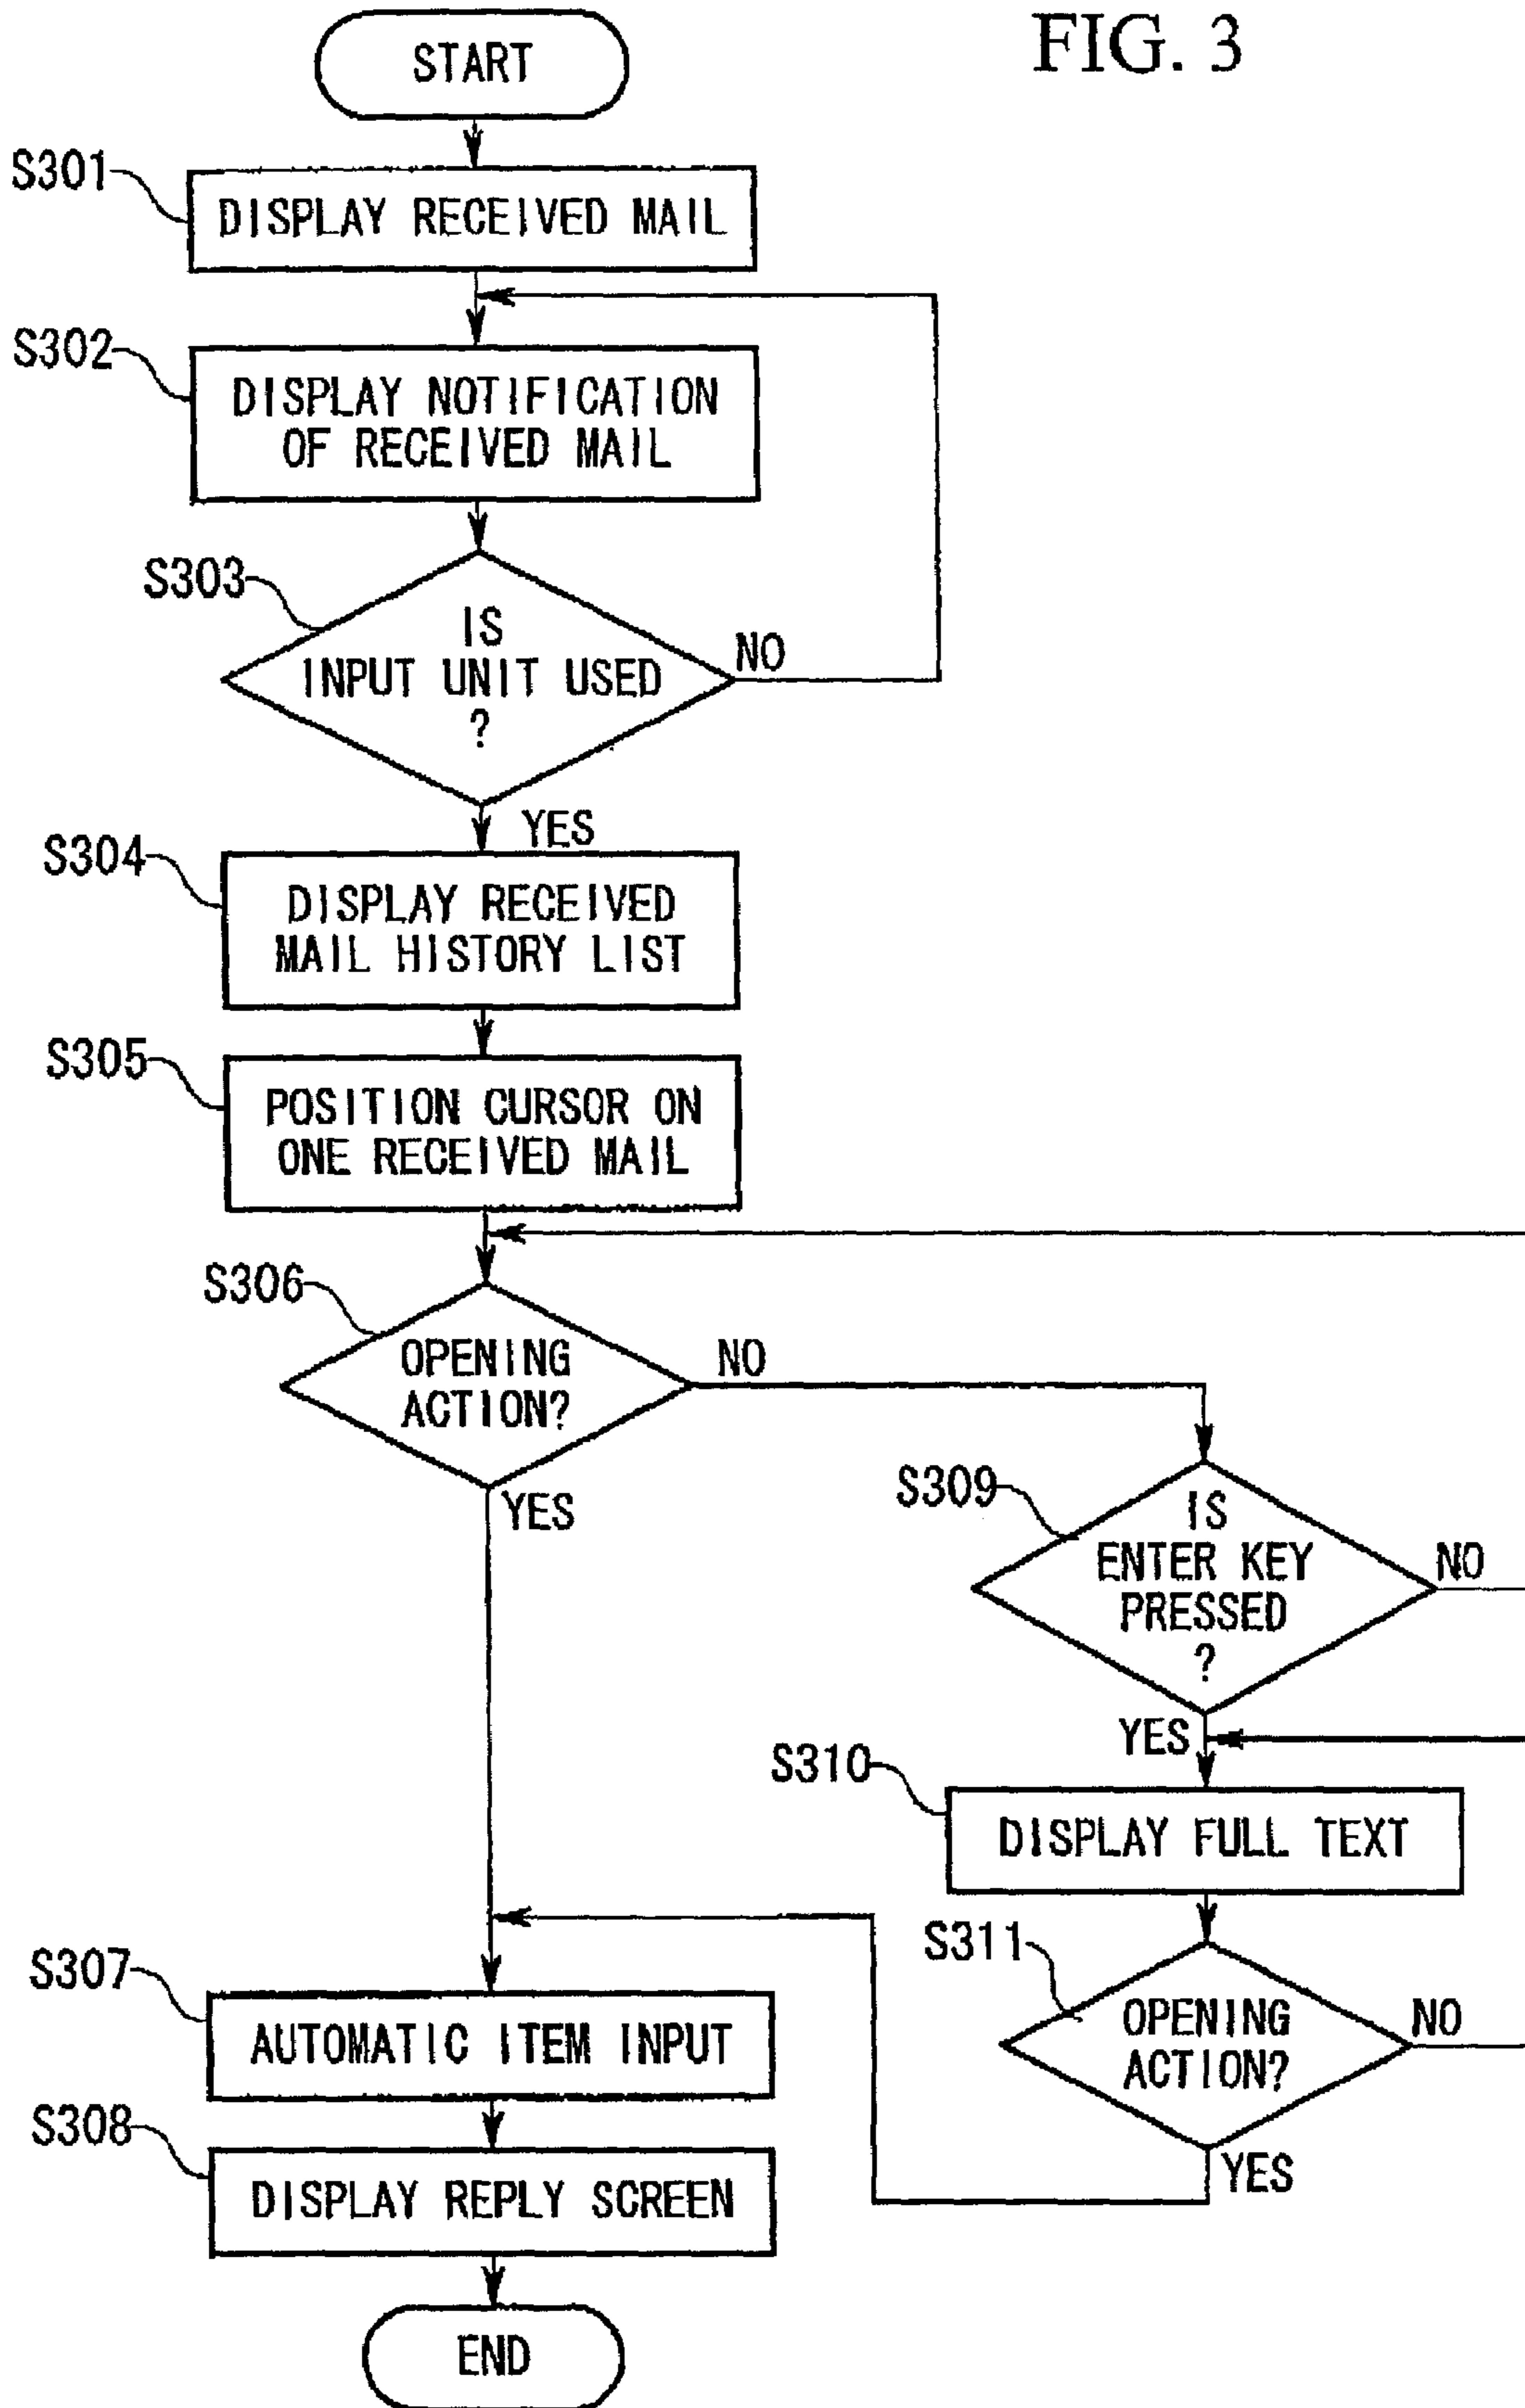 FIG. 3
START
S301
DISPLAY RECEIVED MAIL
S302
DISPLAY NOTIFICATION
OF RECEIVED MAIL
S303
IS
INPUT UNIT USED
?
NO
YES
S304
DISPLAY RECEIVED
MAIL HISTORY LIST
S305
POSITION CURSOR ON
ONE RECEIVED MAIL
S306
OPENING
ACTION?
NO
YES
S309
IS
ENTER KEY
PRESSED
?
NO
YES
S310
DISPLAY FULL TEXT
S311
OPENING
ACTION?
NO
YES
S307
AUTOMATIC ITEM INPUT
S308
DISPLAY REPLY SCREEN
END